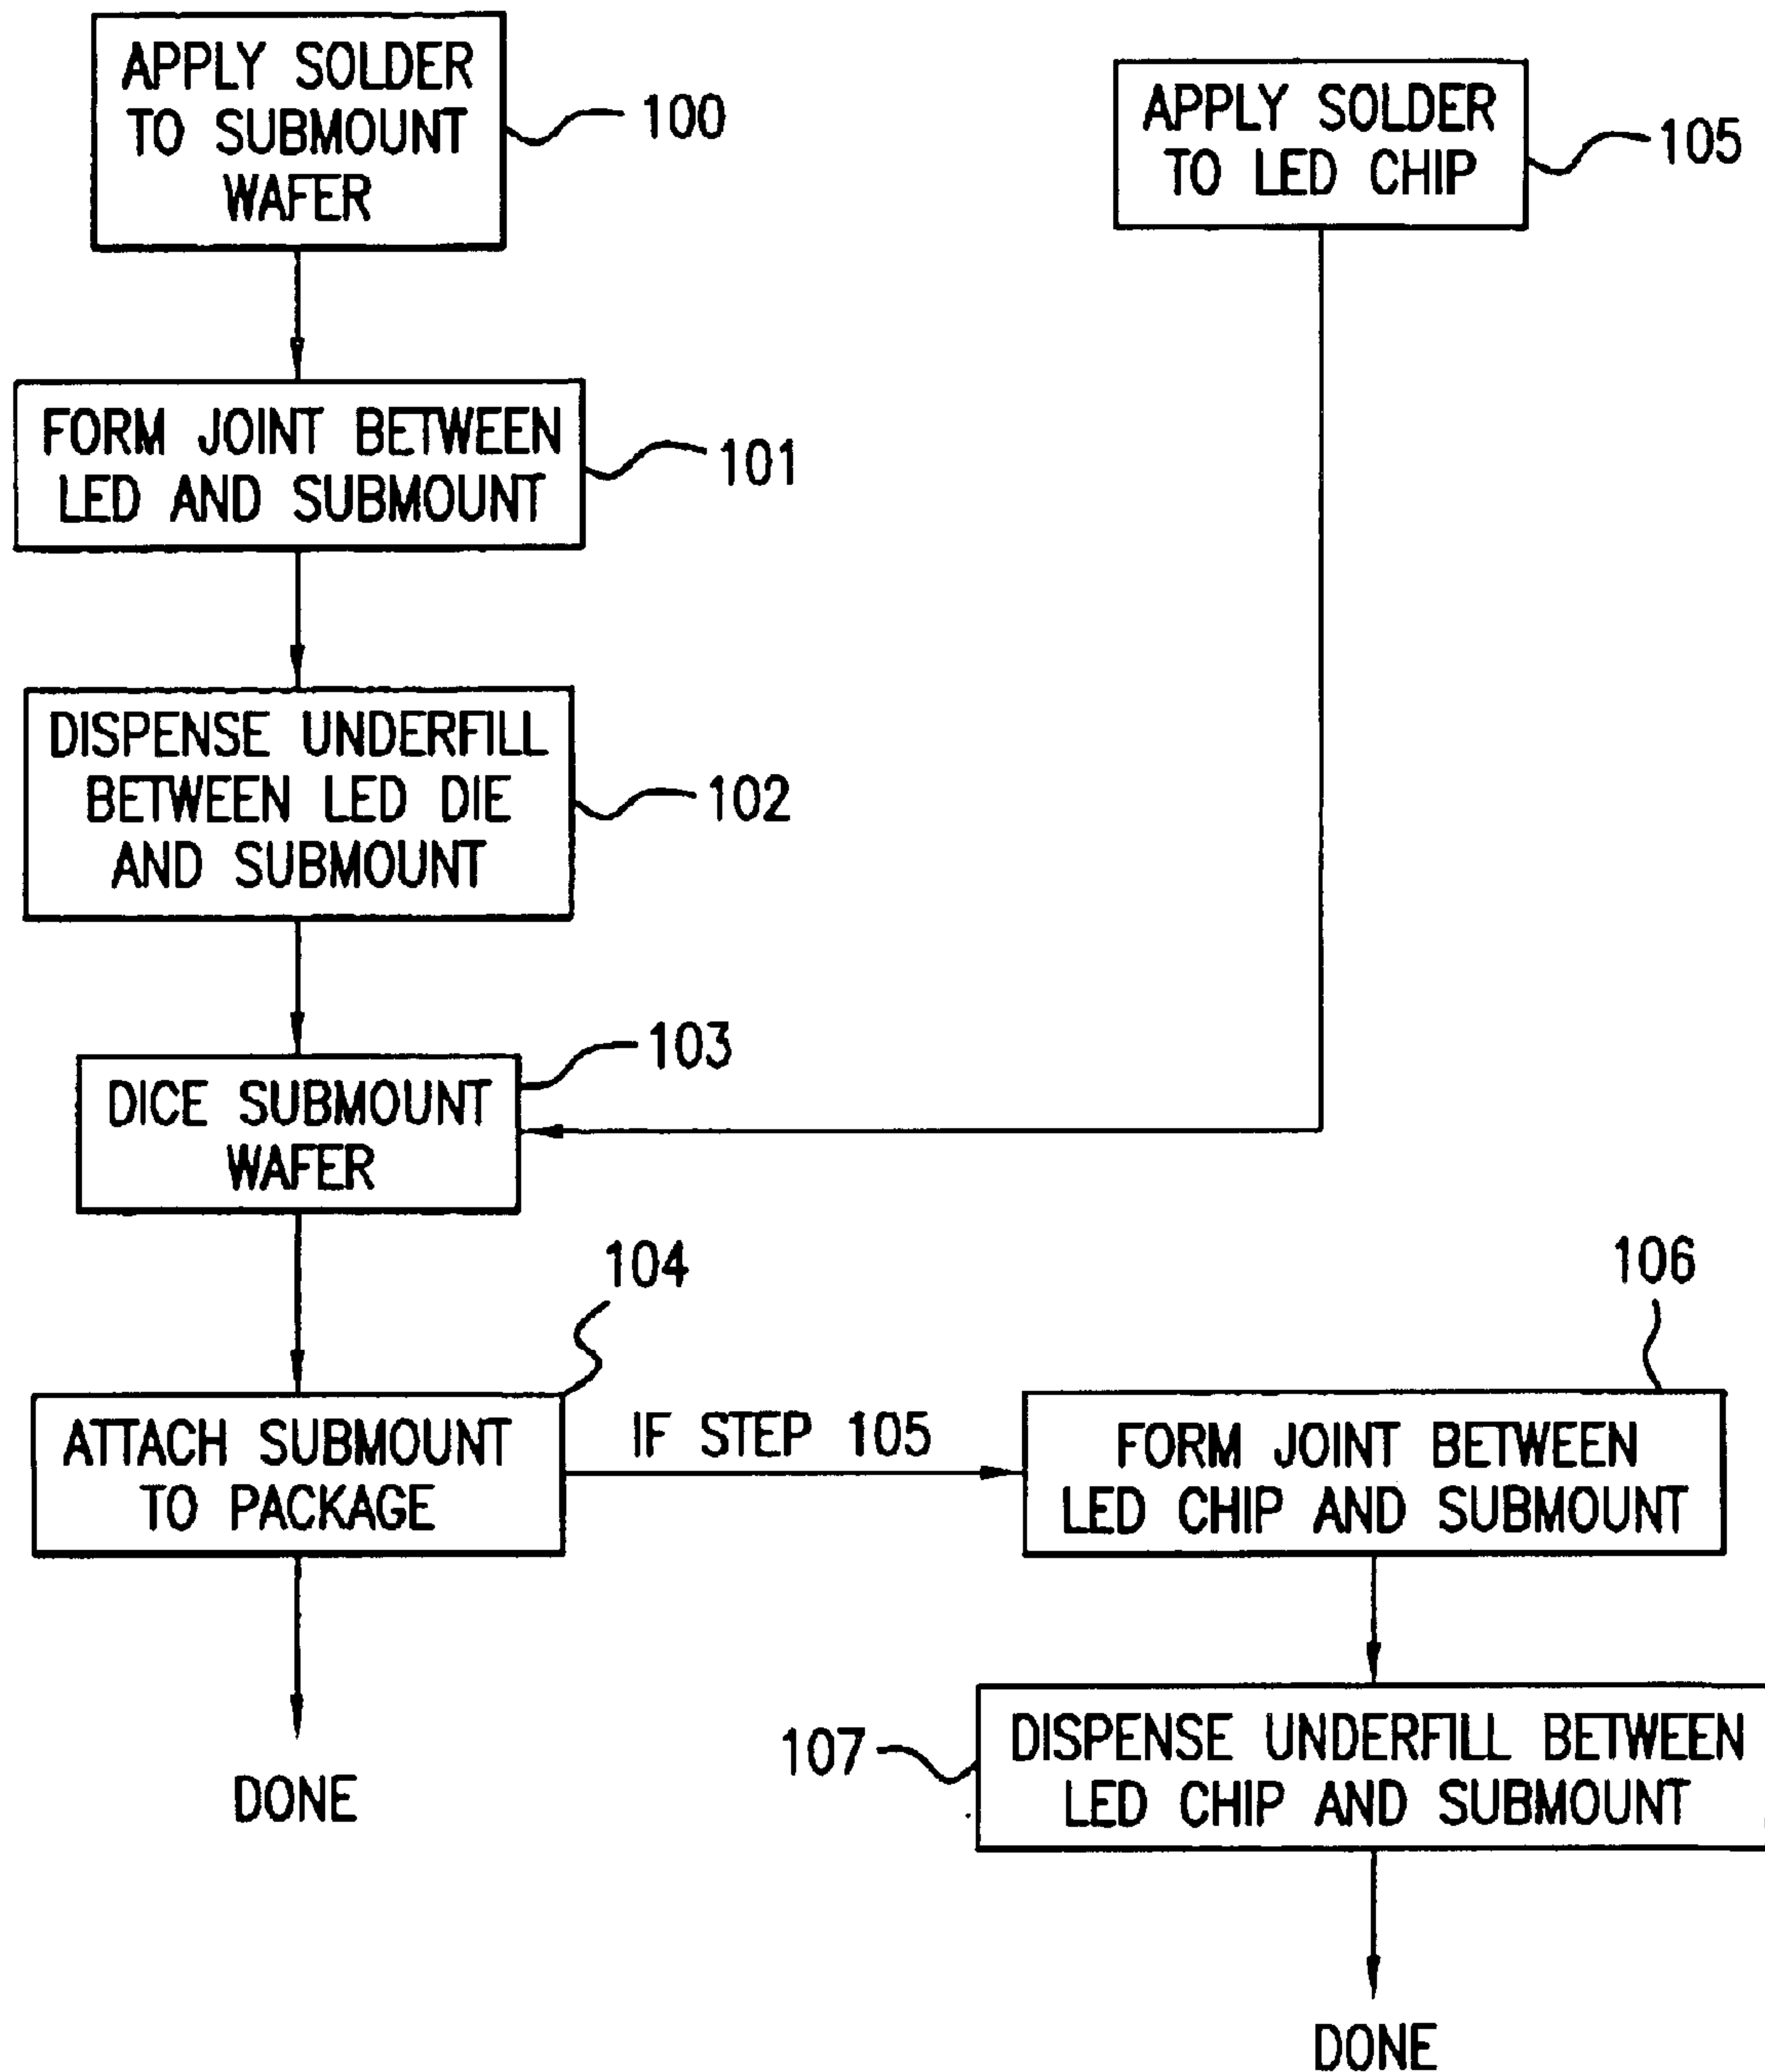 APPLY SOLDER
TO SUBMOUNT
WAFER
100
APPLY SOLDER
TO LED CHIP
105
FORM JOINT BETWEEN
LED AND SUBMOUNT
101
DISPENSE UNDERFILL
BETWEEN LED DIE
AND SUBMOUNT
102
DICE SUBMOUNT
WAFER
103
ATTACH SUBMOUNT
TO PACKAGE
104
IF STEP 105
FORM JOINT BETWEEN
LED CHIP AND SUBMOUNT
106
DISPENSE UNDERFILL BETWEEN
LED CHIP AND SUBMOUNT
107
DONE
DONE